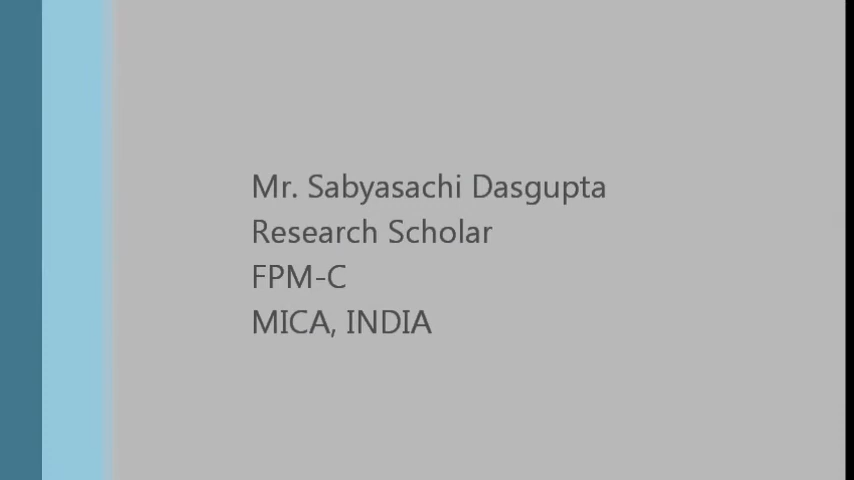 Mr. Sabyasachi Dasgupta
Research Scholar
FPM-C
MICA, INDIA